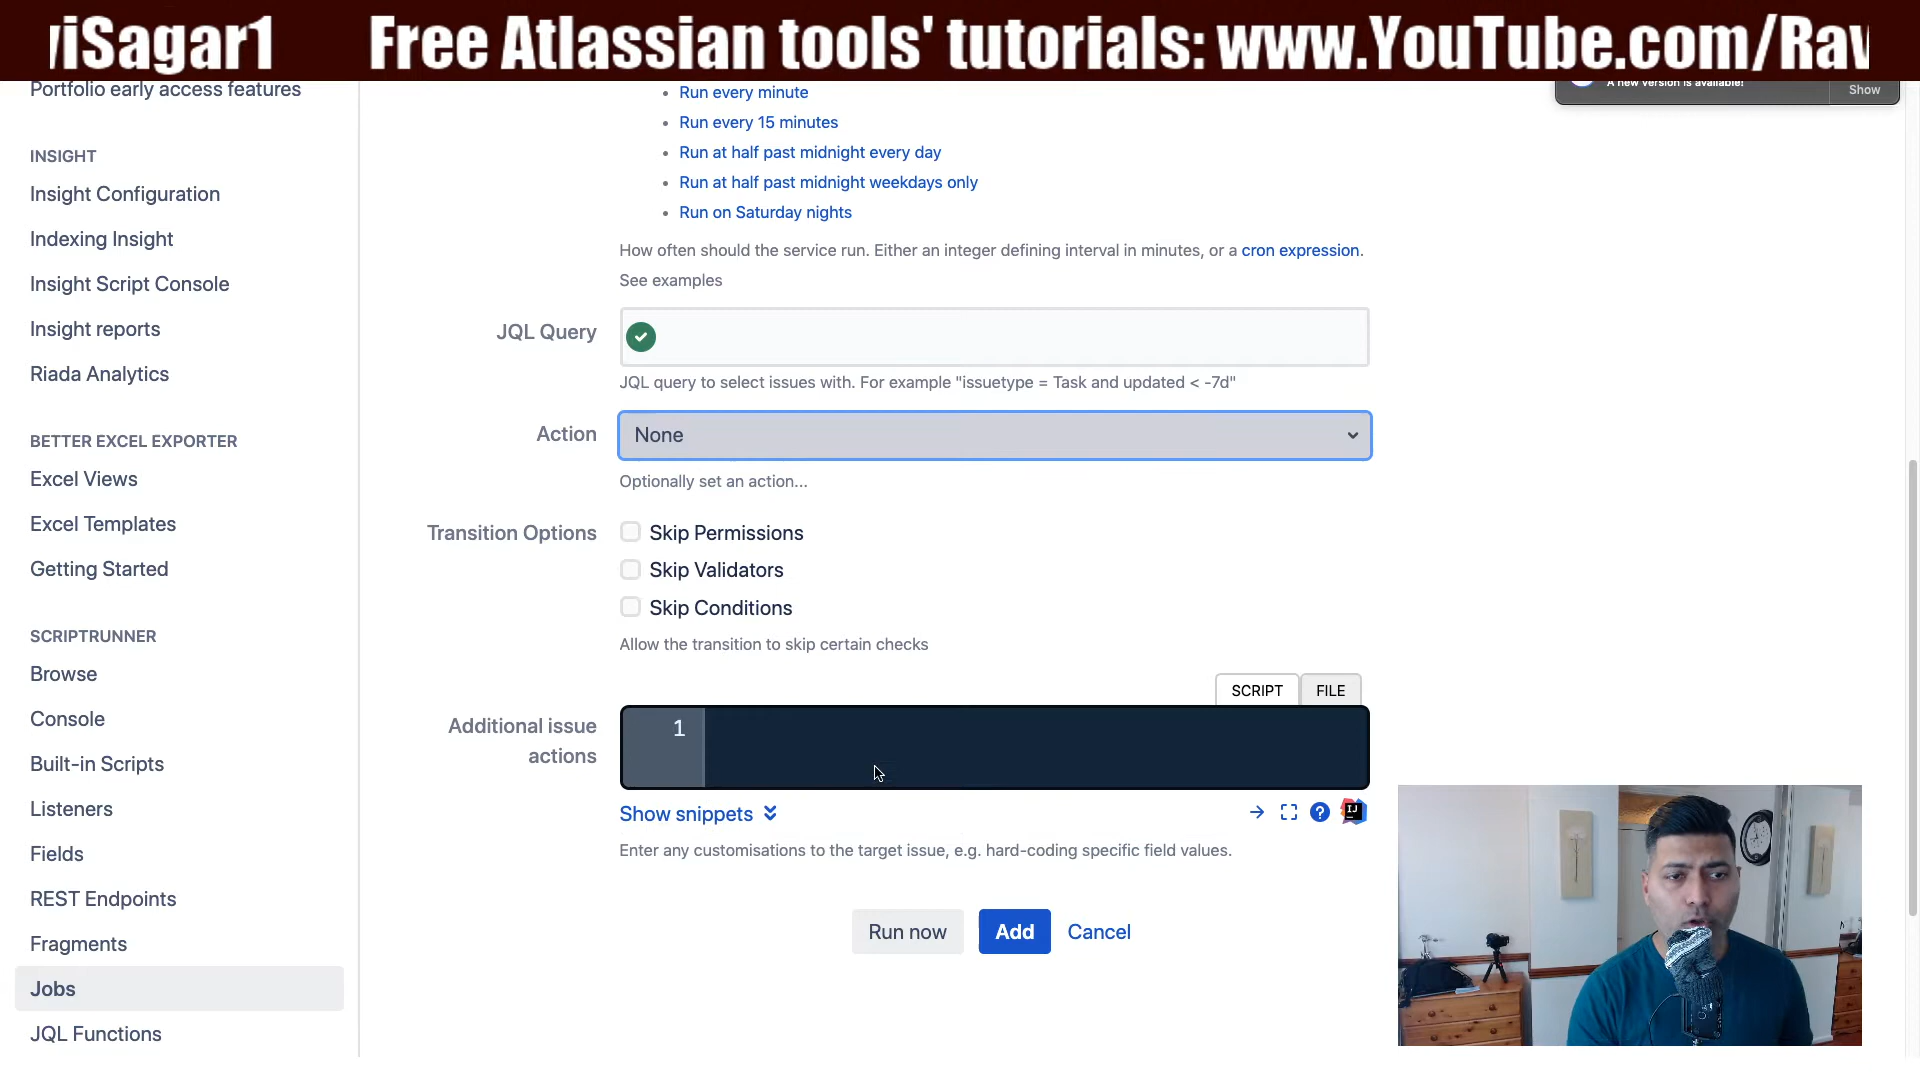 iSagar1 Free Atlassian tools' tutorials: www.YouTube.com/Rav
Portfolio early access features
INSIGHT
Insight Configuration
Indexing Insight
Insight Script Console
Insight reports
Riada Analytics
BETTER EXCEL EXPORTER
Excel Views
Excel Templates
Getting Started
SCRIPTRUNNER
Browse
Console
Built-in Scripts
Listeners
Fields
REST Endpoints
Fragments
Jobs
JQL Functions
A new version is available!
Show
Run every minute
Run every 15 minutes
Run at half past midnight every day
Run at half past midnight weekdays only
Run on Saturday nights
How often should the service run. Either an integer defining interval in minutes, or a cron expression.
See examples
JQL Query
JQL query to select issues with. For example "issuetype = Task and updated < -7d"
Action
None
Optionally set an action...
Transition Options
Skip Permissions
Skip Validators
Skip Conditions
Allow the transition to skip certain checks
SCRIPT FILE
Additional issue
actions
1
Show snippets
?
IJ
Enter any customisations to the target issue, e.g. hard-coding specific field values.
Run now Add Cancel